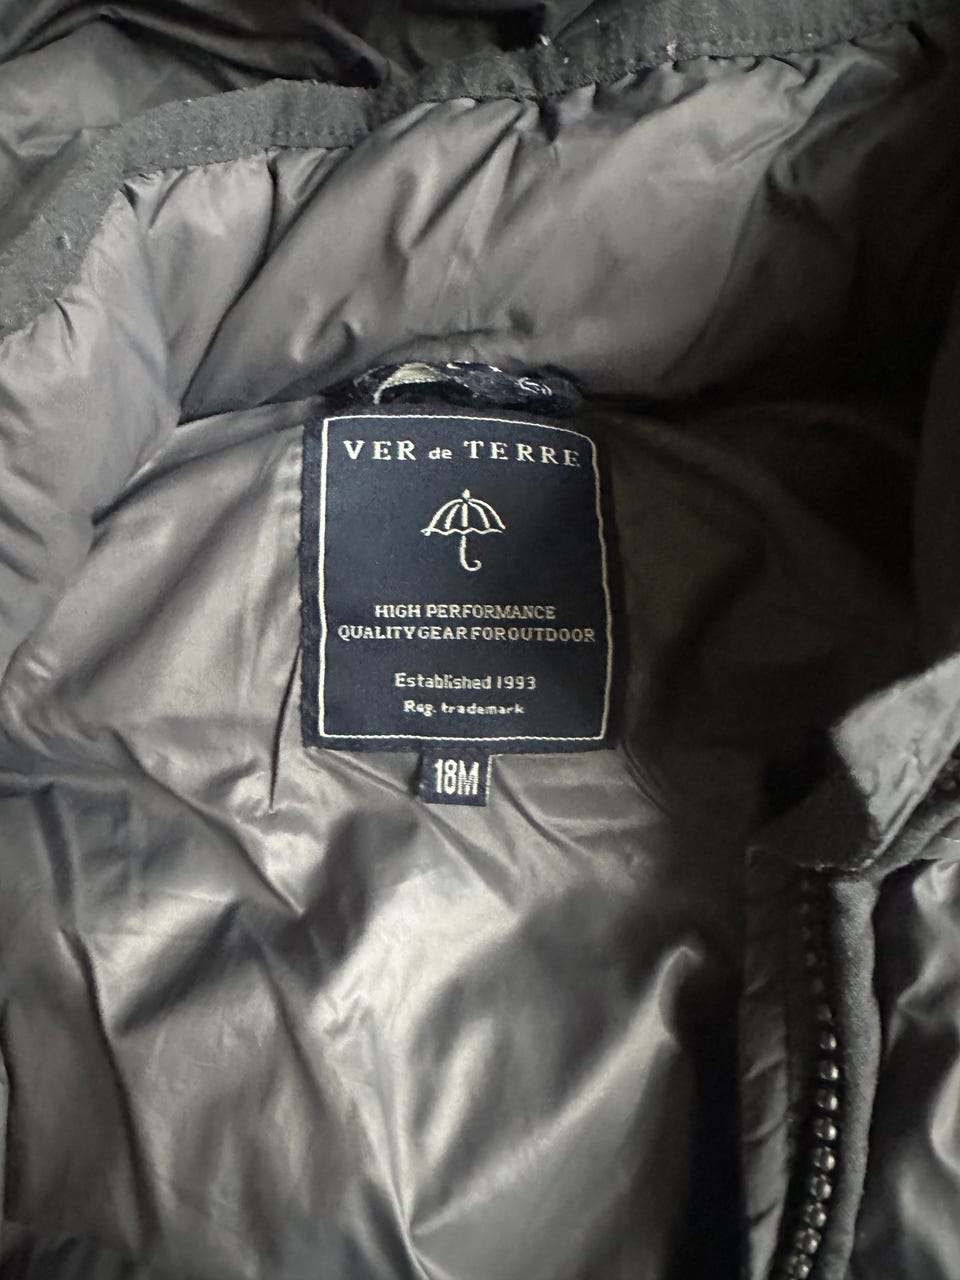 VER de TERRE
HIGH PERFORMANCE
QUALITY GEAR FOR OUTDOOR
Established 1993
Reg. trademark
18M